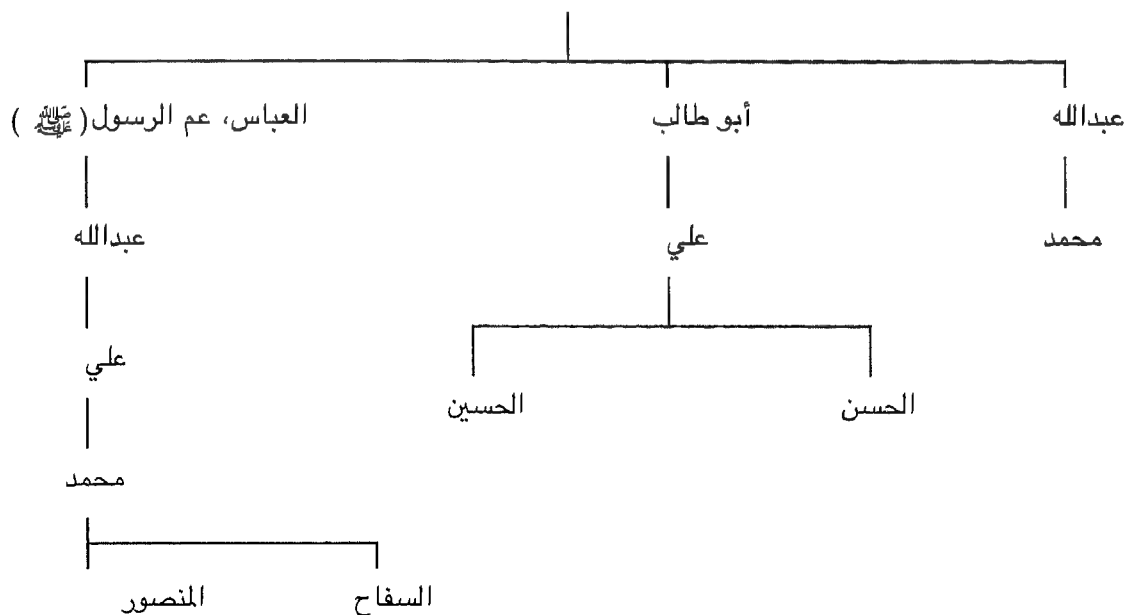 عبدالله أبو طالب العباس، عم الرسول (ﷺ)
محمد علي عبدالله
علي
الحسن الحسين
محمد
السفاح المنصور